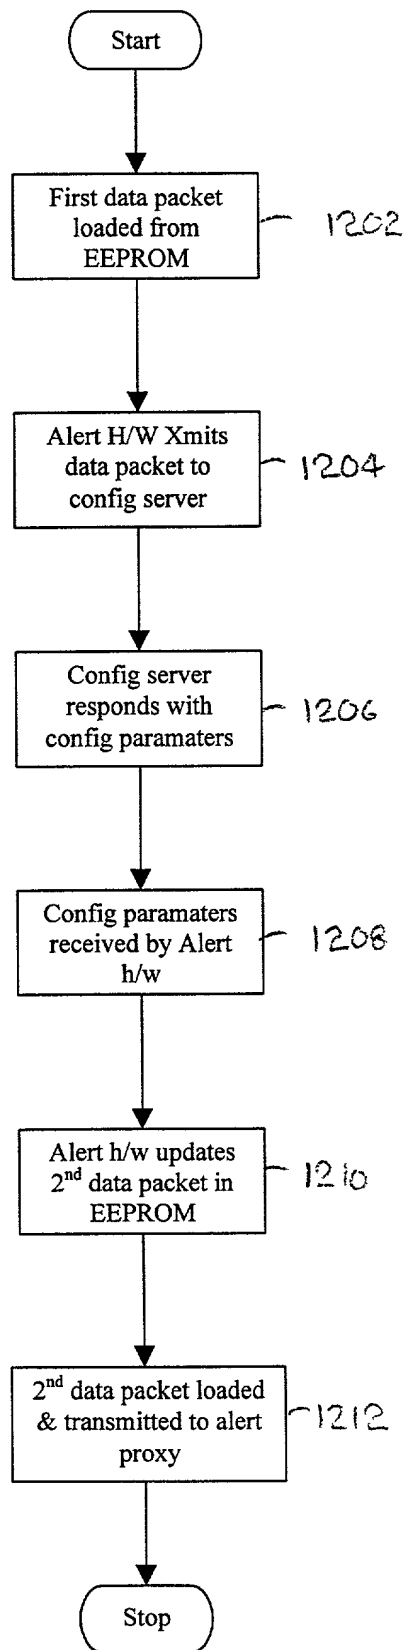 Start
First data packet
loaded from
EEPROM
1202
Alert H/W Xmits
data packet to
config server
1204
Config server
responds with
config paramaters
1206
Config paramaters
received by Alert
h/w
1208
Alert h/w updates
2nd data packet in
EEPROM
1210
2nd data packet loaded
& transmitted to alert
proxy
1212
Stop